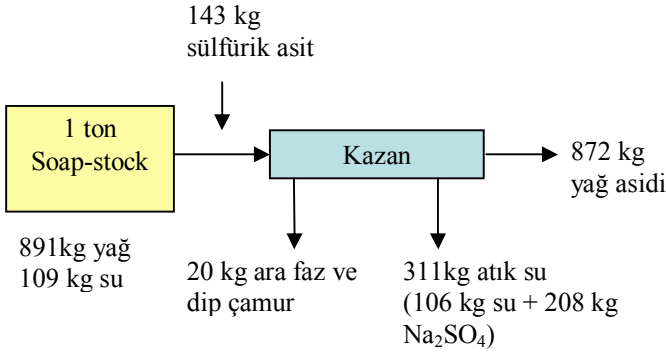 143 kg
sülfürik asit
1 ton
Soap-stock
Kazan
872 kg
yağ asidi
891kg yağ
109 kg su
20 kg ara faz ve
dip çamur
311kg atık su
(106 kg su + 208 kg
Na₂SO₄)